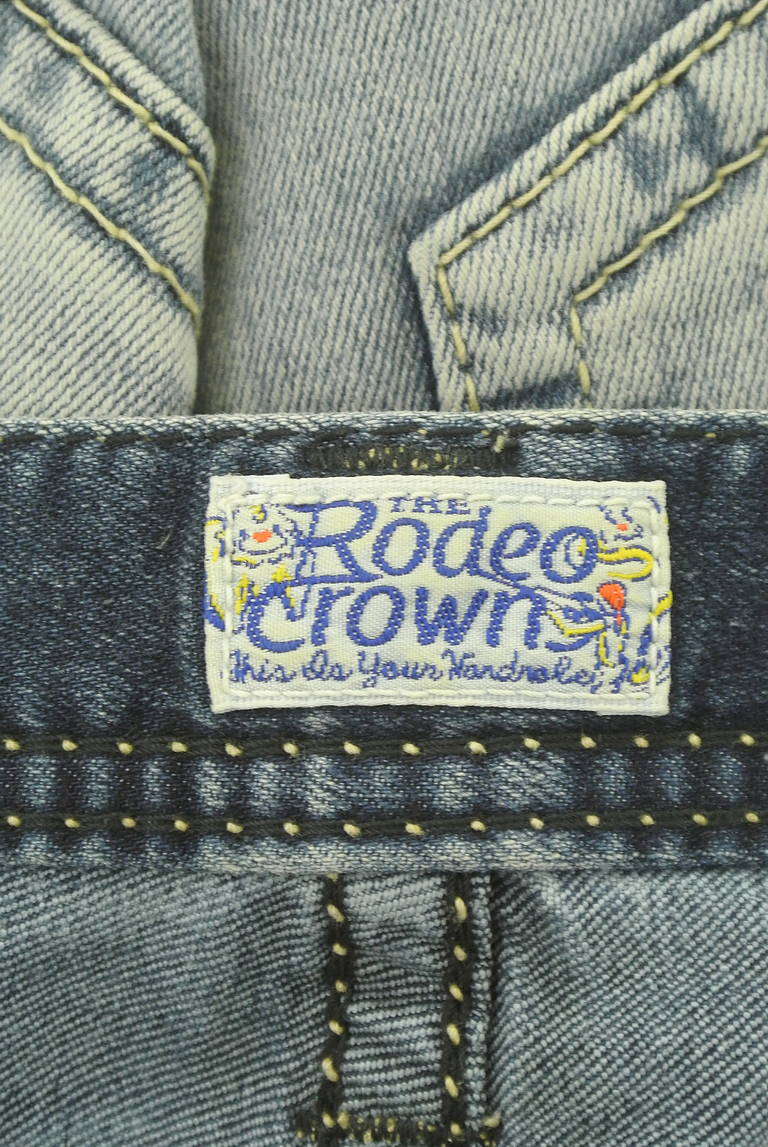 THE
Rodeo
Crowns
This Is Your Wardrobe,